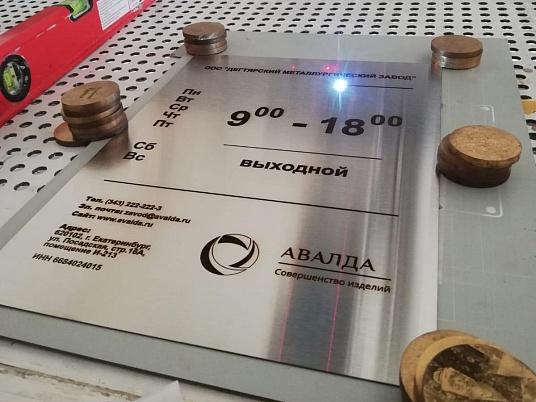 ООО "ДЕГТЯРСКИЙ МЕТАЛЛУРГИЧЕСКИЙ ЗАВОД"
Пн
Вт
Ср
Чт
Пт
9⁰⁰ - 18⁰⁰
Сб
Вс
ВЫХОДНОЙ
Тел. (343) 222-222-3
Эл. почта: zavod@avalda.ru
Сайт: www.avalda.ru
Адрес:
620102, г. Екатеринбург,
ул. Посадская, стр.16А,
помещение И-213
ИНН 6684024015
АВАЛДА
Совершенство изделий